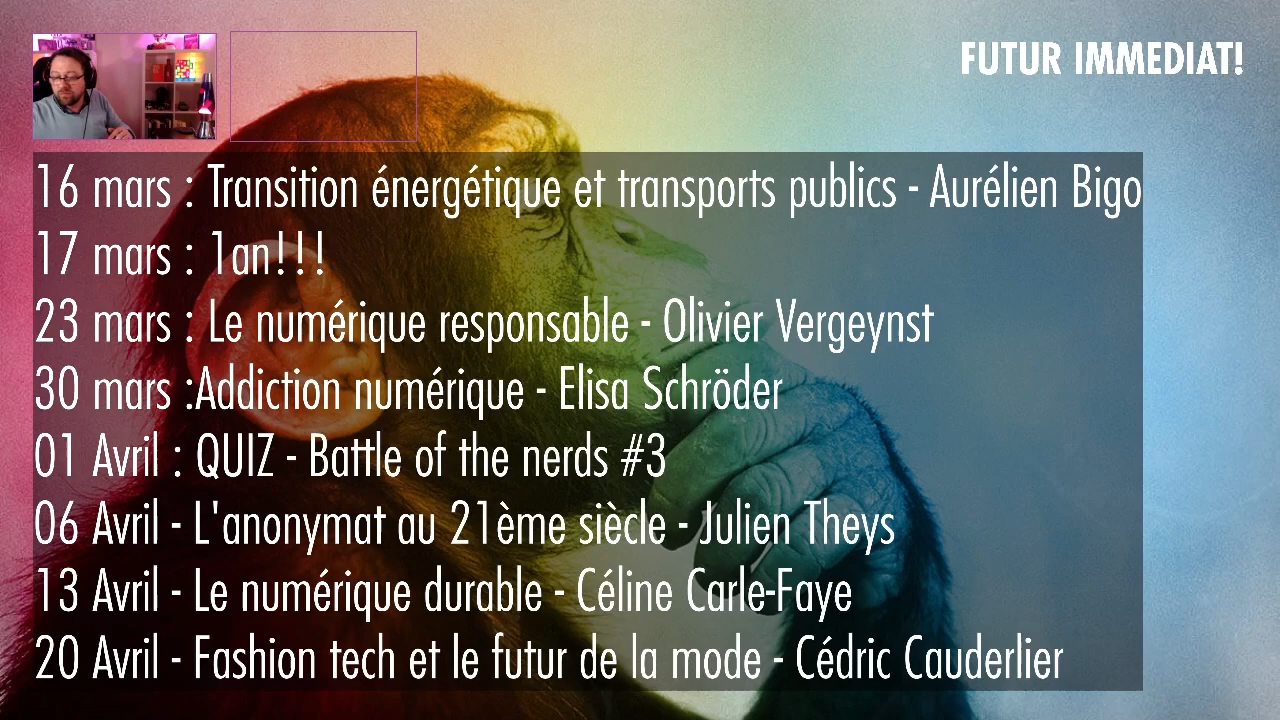 FUTUR IMMEDIAT!
16 mars : Transition énergétique et transports publics - Aurélien Bigo
17 mars : 1an!!!
23 mars : Le numérique responsable - Olivier Vergeynst
30 mars :Addiction numérique - Elisa Schröder
01 Avril : QUIZ - Battle of the nerds #3
06 Avril - L'anonymat au 21ème siècle - Julien Theys
13 Avril - Le numérique durable - Céline Carle-Faye
20 Avril - Fashion tech et le futur de la mode - Cédric Cauderlier